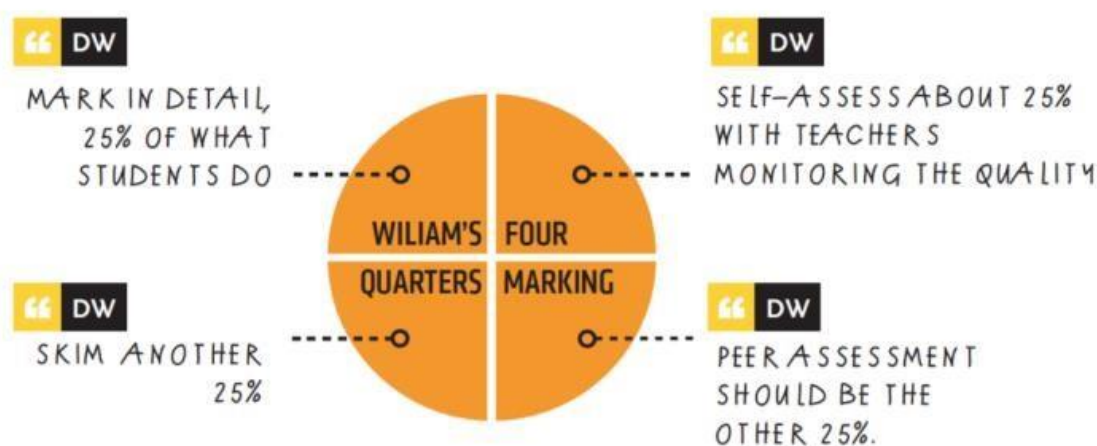 DW
MARK IN DETAIL,
25% OF WHAT
STUDENTS DO
DW
SELF-ASSESS ABOUT 25%
WITH TEACHERS
MONITORING THE QUALITY
WILIAM'S FOUR
QUARTERS MARKING
DW
SKIM ANOTHER
25%
DW
PEER ASSESSMENT
SHOULD BE THE
OTHER 25%.